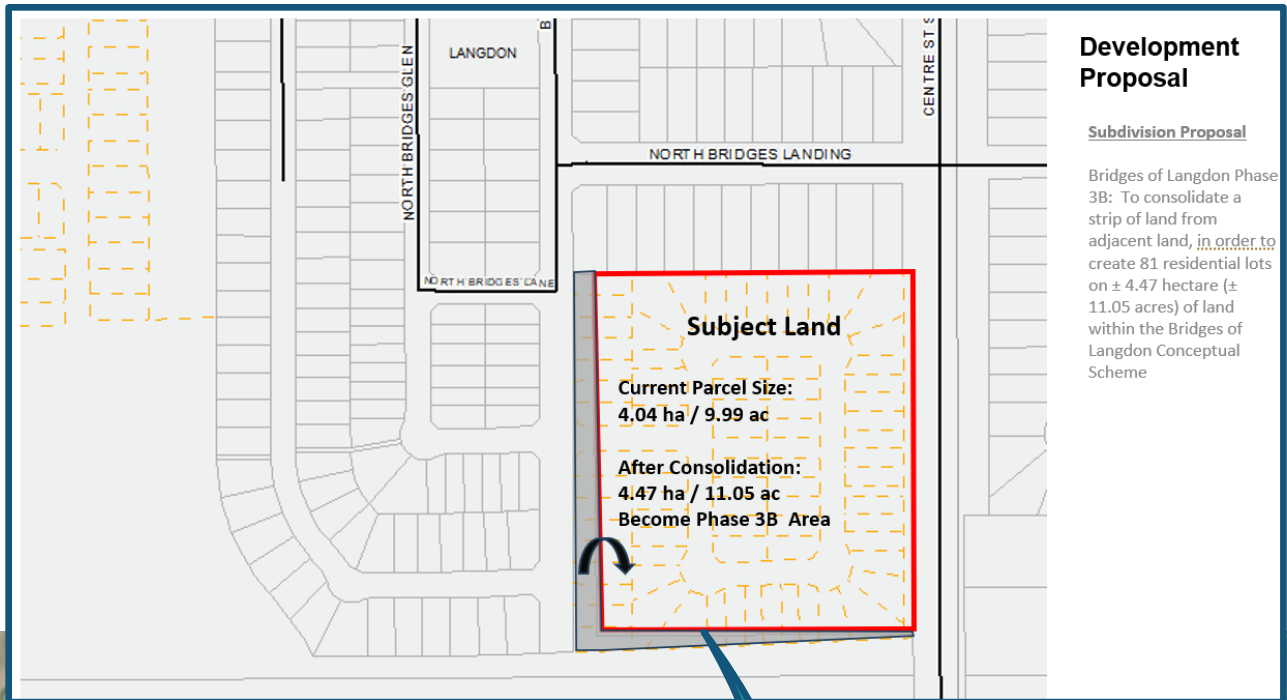 LANGDON
B
CENTRE ST S
NORTH BRIDGES GLEN
NORTH BRIDGES LANDING
NORTH BRIDGES LANE
Subject Land
Current Parcel Size:
4.04 ha / 9.99 ac
After Consolidation:
4.47 ha / 11.05 ac
Become Phase 3B Area
Development
Proposal
Subdivision Proposal
Bridges of Langdon Phase
3B: To consolidate a
strip of land from
adjacent land, in order to
create 81 residential lots
on ± 4.47 hectare (±
11.05 acres) of land
within the Bridges of
Langdon Conceptual
Scheme